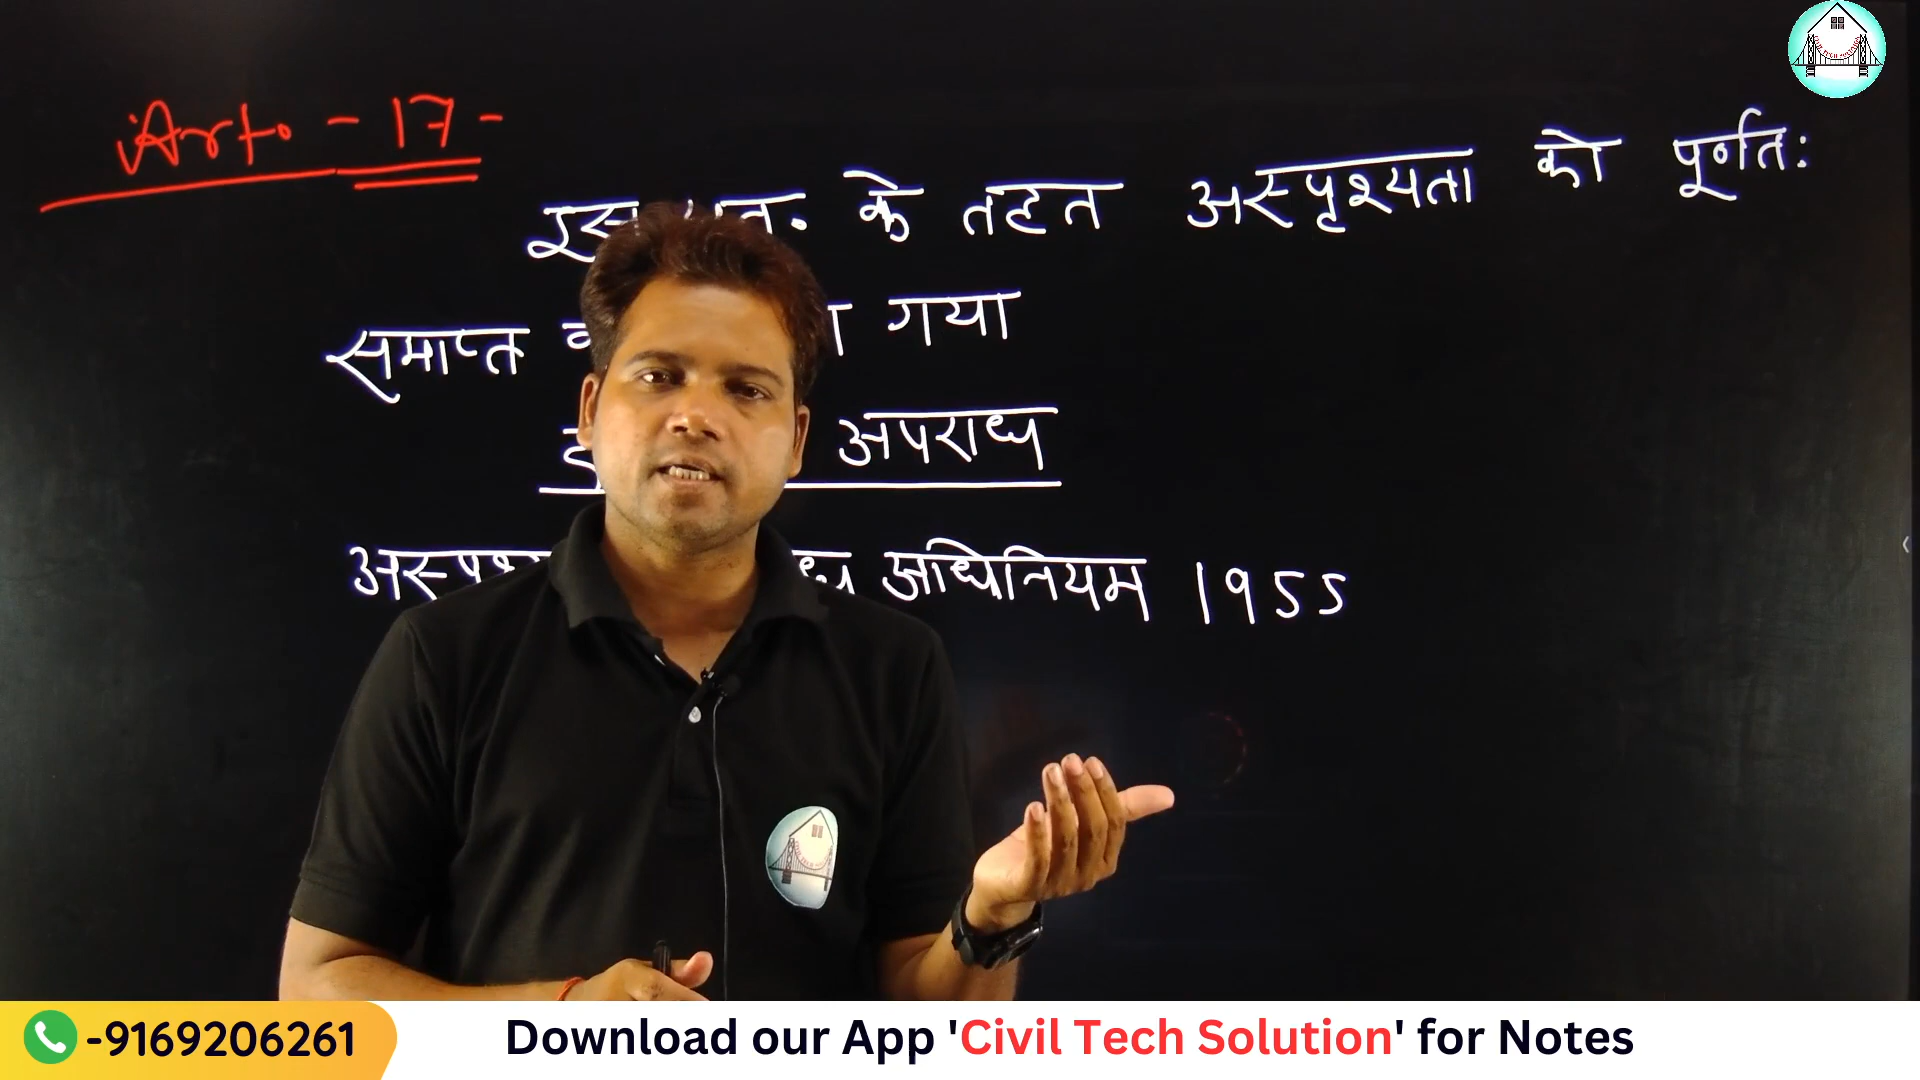 Art. - 17 -
के तहत अस्पृश्यता को पूर्णतः
समाप्त गया
अपराध
अधिनियम 1955
-9169206261
Download our App 'Civil Tech Solution' for Notes